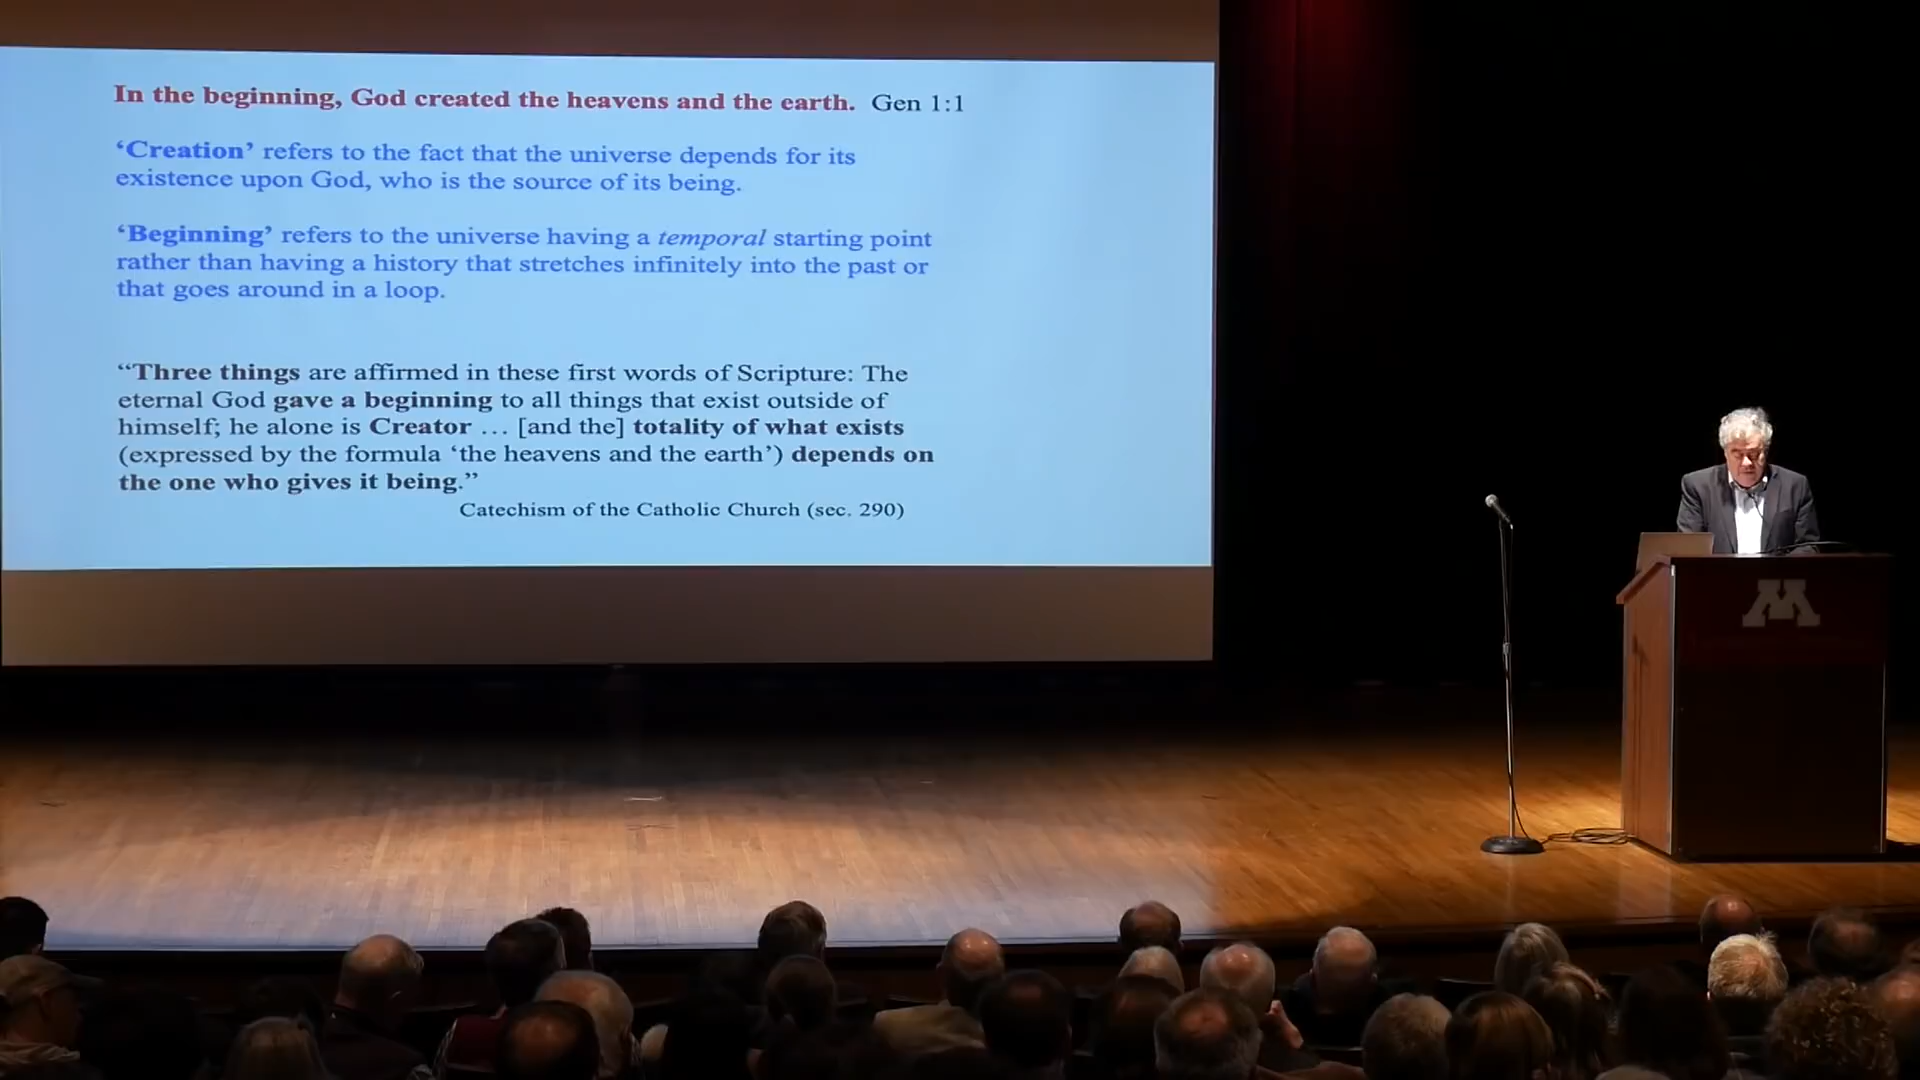 In the beginning, God created the heavens and the earth. Gen 1:1
‘Creation’ refers to the fact that the universe depends for its
existence upon God, who is the source of its being.
‘Beginning’ refers to the universe having a temporal starting point
rather than having a history that stretches infinitely into the past or
that goes around in a loop.
“Three things are affirmed in these first words of Scripture: The
eternal God gave a beginning to all things that exist outside of
himself; he alone is Creator … [and the] totality of what exists
(expressed by the formula ‘the heavens and the earth’) depends on
the one who gives it being.”
Catechism of the Catholic Church (sec. 290)
M